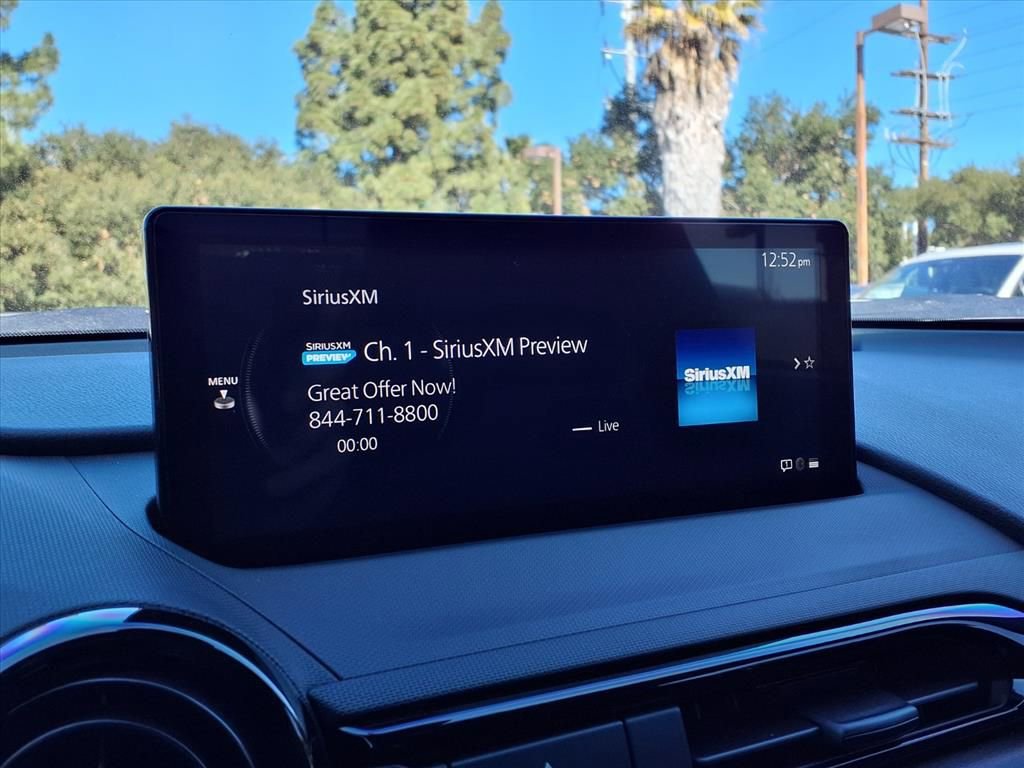 12:52pm
SiriusXM
SIRIUSXM
PREVIEW
Ch. 1 - SiriusXM Preview
MENU
Great Offer Now!
844-711-8800
00:00
Live
SiriusXM
1